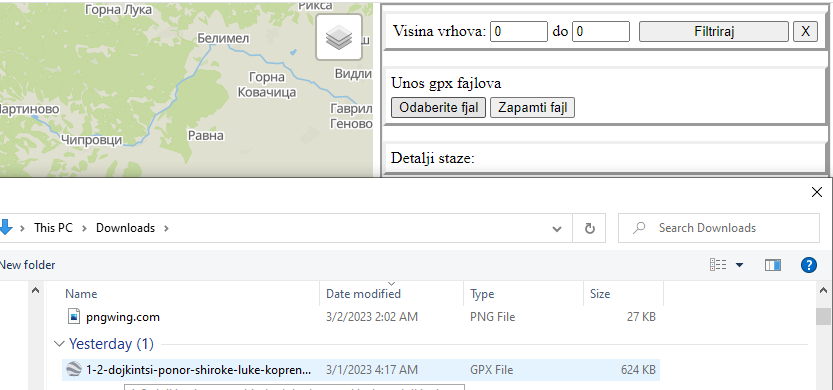 Горна Лука
Рикса
Белимел
Видли
Горна
Ковачица
Мартиново
Гаврил
Геново
Равна
Чипровци
Visina vrhova: 0 do 0 Filtriraj X
Unos gpx fajlova
Odaberite fjal Zapamti fajl
Detalji staze:
This PC > Downloads >
Search Downloads
New folder
Name Date modified Type Size
pngwing.com 3/2/2023 2:02 AM PNG File 27 KB
Yesterday (1)
1-2-dojkintsi-ponor-shiroke-luke-kopren... 3/1/2023 4:17 AM GPX File 624 KB